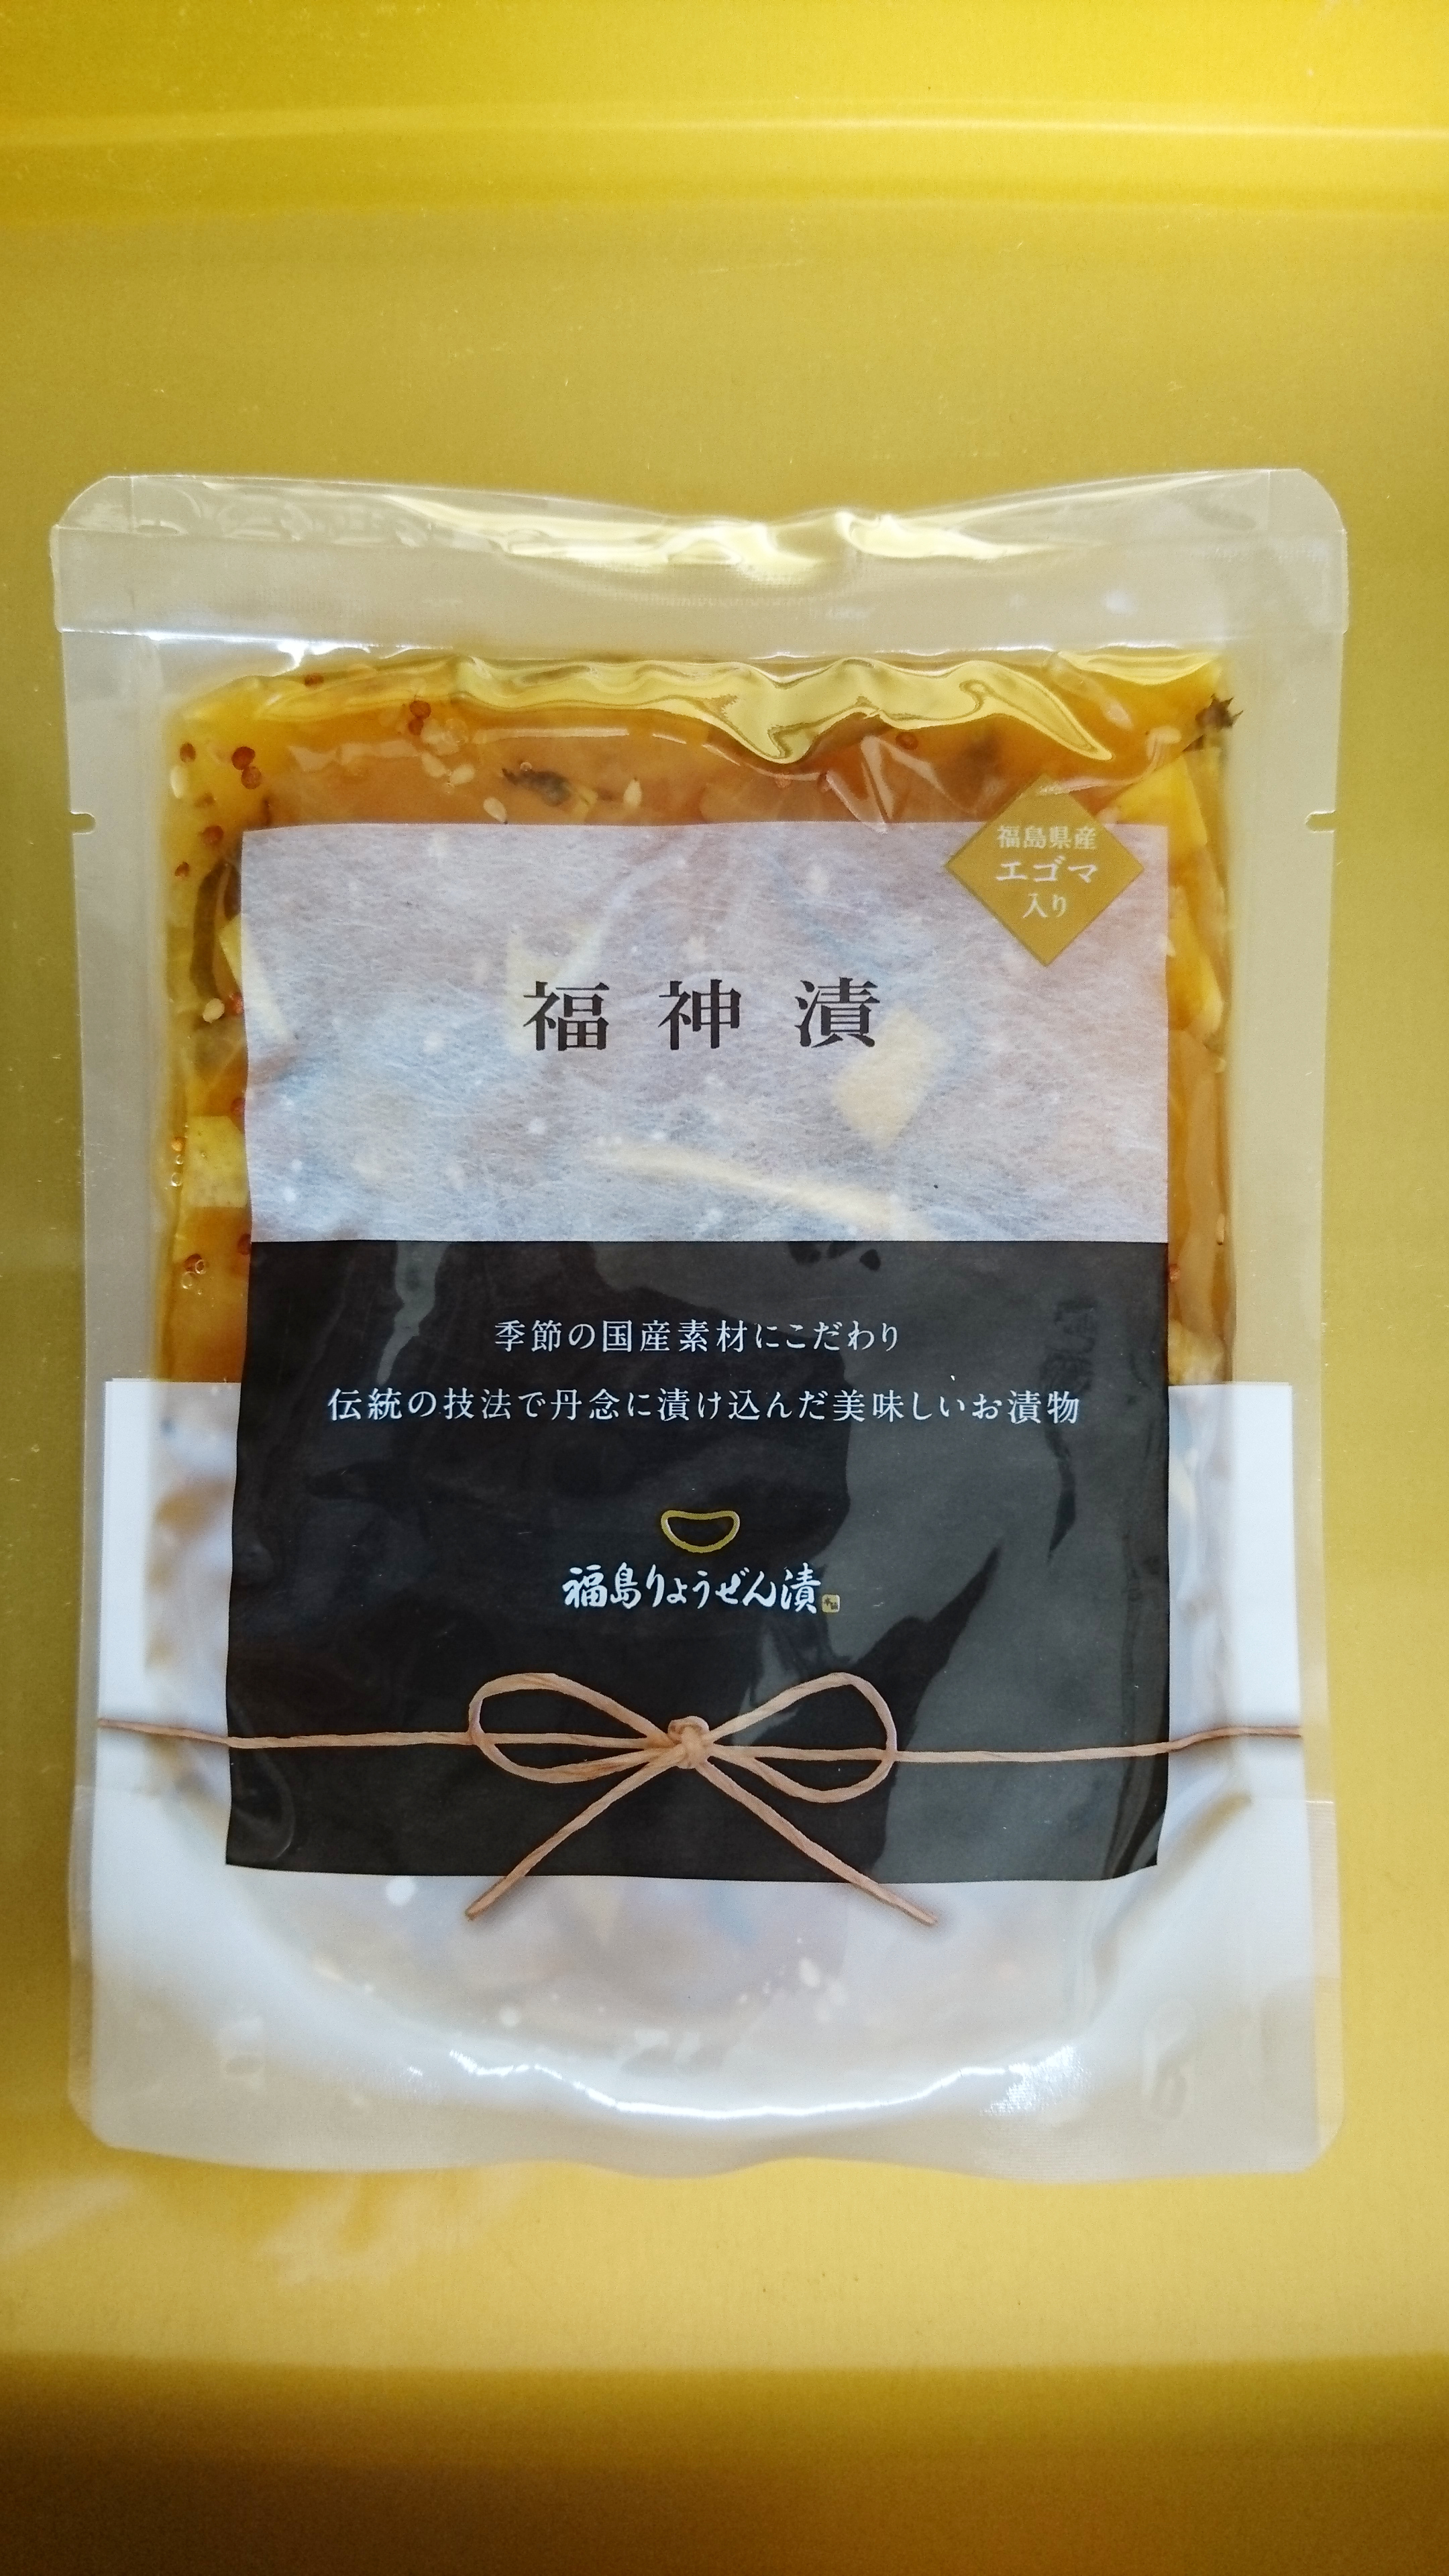 福島県産
エゴマ
入り
福神漬
季節の国産素材にこだわり
伝統の技法で丹念に漬け込んだ美味しいお漬物
福島りょうぜん漬